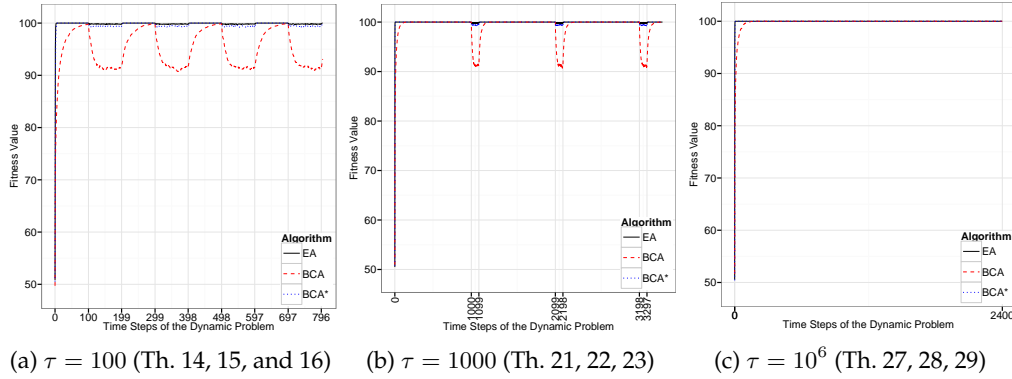 100
90
80
70
60
50
Fitness Value
Algorithm
EA
BCA
BCA*
0 100 199 299 398 498 597 697 796
Time Steps of the Dynamic Problem
(a) τ = 100 (Th. 14, 15, and 16)
100
90
80
70
60
50
Fitness Value
Algorithm
EA
BCA
BCA*
0 1000 1099 2099 2198 3198 3297
Time Steps of the Dynamic Problem
(b) τ = 1000 (Th. 21, 22, 23)
100
90
80
70
60
50
Fitness Value
Algorithm
EA
BCA
BCA*
0 2400
Time Steps of the Dynamic Problem
(c) τ = 10⁶ (Th. 27, 28, 29)